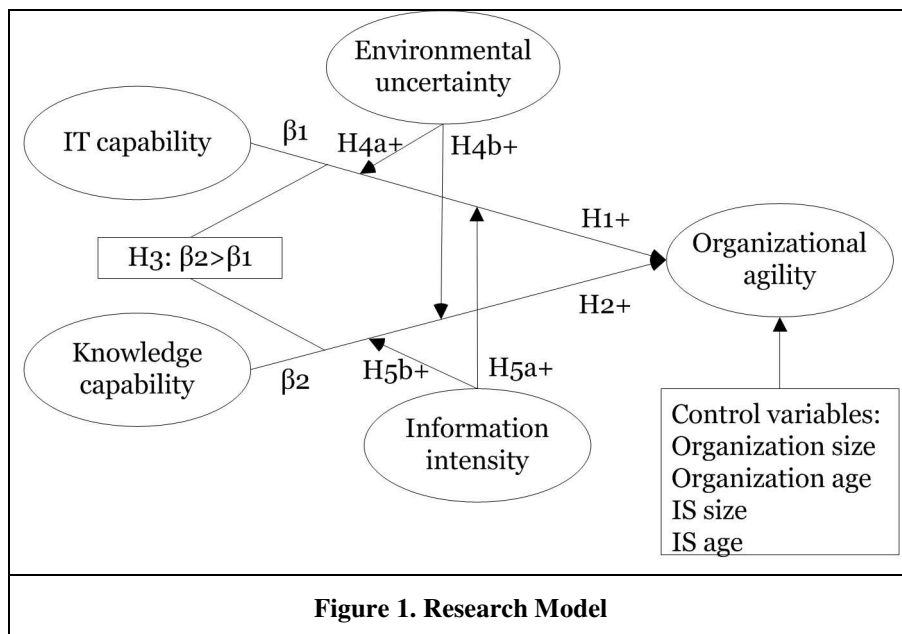 Environmental
uncertainty
IT capability
β1
H4a+
H4b+
H1+
H3: β2>β1
Organizational
agility
H2+
Knowledge
capability
β2
H5b+
H5a+
Information
intensity
Control variables:
Organization size
Organization age
IS size
IS age
Figure 1. Research Model